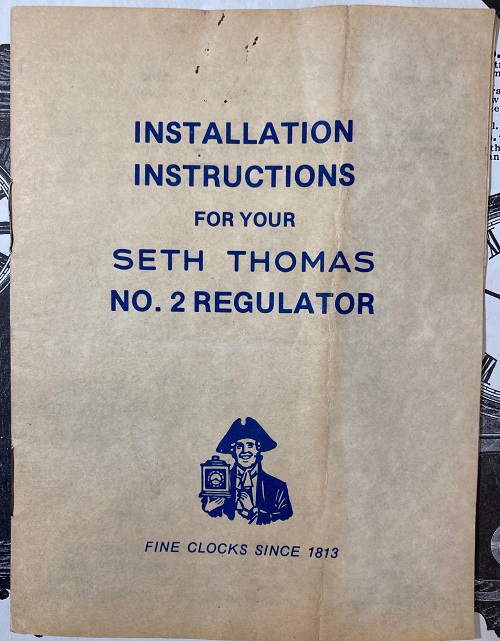 INSTALLATION
INSTRUCTIONS
FOR YOUR
SETH THOMAS
NO. 2 REGULATOR
FINE CLOCKS SINCE 1813